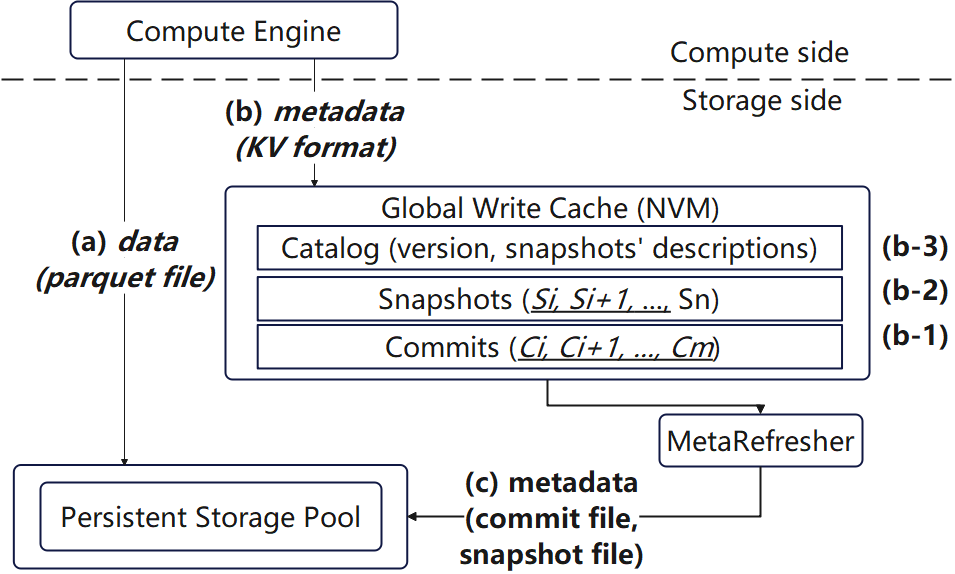 Compute Engine
Compute side
Storage side
(b) metadata
(KV format)
(a) data
(parquet file)
Global Write Cache (NVM)
Catalog (version, snapshots' descriptions)
(b-3)
Snapshots (Si, Si+1, ..., Sn)
(b-2)
Commits (Ci, Ci+1, ..., Cm)
(b-1)
MetaRefresher
(c) metadata
(commit file,
snapshot file)
Persistent Storage Pool